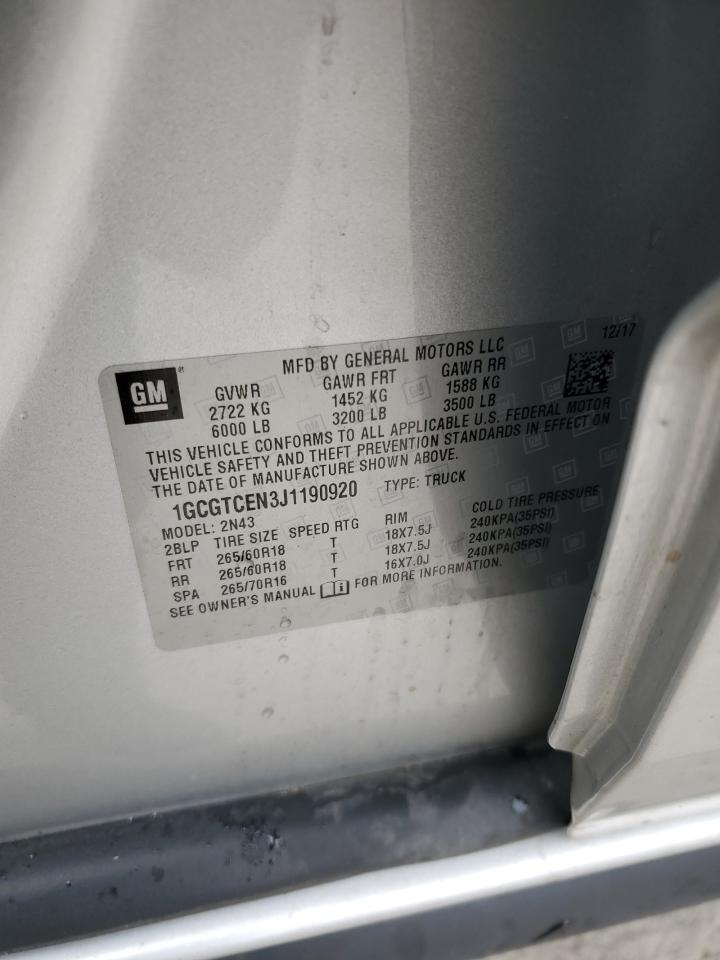 GM
MFD BY GENERAL MOTORS LLC 12/17
GVWR GAWR FRT GAWR RR
2722 KG 1452 KG 1588 KG
6000 LB 3200 LB 3500 LB
THIS VEHICLE CONFORMS TO ALL APPLICABLE U.S. FEDERAL MOTOR
VEHICLE SAFETY AND THEFT PREVENTION STANDARDS IN EFFECT ON
THE DATE OF MANUFACTURE SHOWN ABOVE.
1GCGTCEN3J1190920 TYPE: TRUCK
MODEL: 2N43
2BLP TIRE SIZE SPEED RTG RIM COLD TIRE PRESSURE
FRT 265/60R18 T 18X7.5J 240KPA(35PSI)
RR 265/60R18 T 18X7.5J 240KPA(35PSI)
SPA 265/70R16 T 16X7.0J 240KPA(35PSI)
SEE OWNER'S MANUAL FOR MORE INFORMATION.